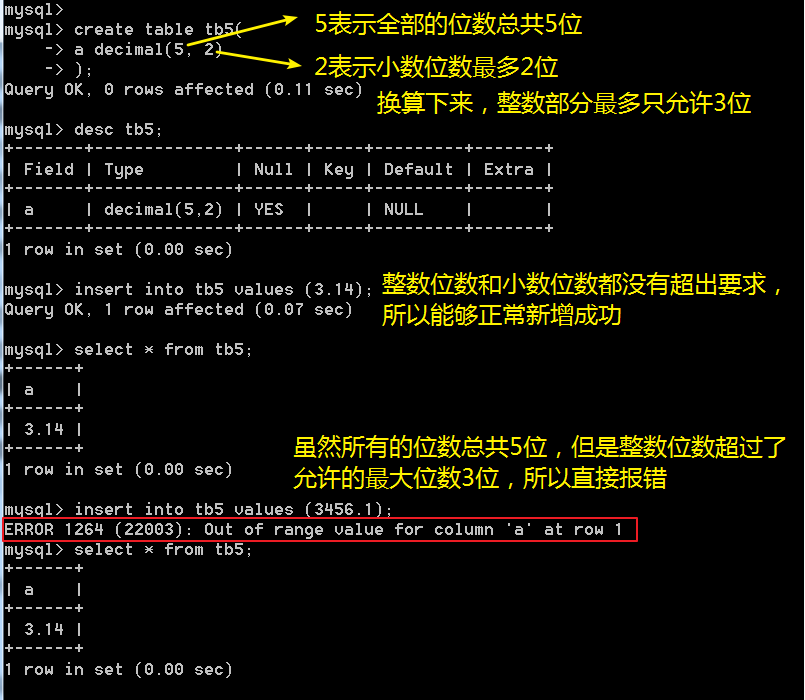 mysql>
mysql> create table tb5(
5表示全部的位数总共5位
-> a decimal(5, 2)
2表示小数位数最多2位
-> );
Query OK, 0 rows affected (0.11 sec)
换算下来，整数部分最多只允许3位
mysql> desc tb5;
+-------+--------------+------+-----+---------+-------+
| Field | Type         | Null | Key | Default | Extra |
+-------+--------------+------+-----+---------+-------+
| a     | decimal(5,2) | YES  |     | NULL    |       |
+-------+--------------+------+-----+---------+-------+
1 row in set (0.00 sec)
mysql> insert into tb5 values (3.14);
整数位数和小数位数都没有超出要求，
Query OK, 1 row affected (0.07 sec)
所以能够正常新增成功
mysql> select * from tb5;
+------+
| a    |
+------+
| 3.14 |
+------+
1 row in set (0.00 sec)
虽然所有的位数总共5位，但是整数位数超过了
允许的最大位数3位，所以直接报错
mysql> insert into tb5 values (3456.1);
ERROR 1264 (22003): Out of range value for column 'a' at row 1
mysql> select * from tb5;
+------+
| a    |
+------+
| 3.14 |
+------+
1 row in set (0.00 sec)